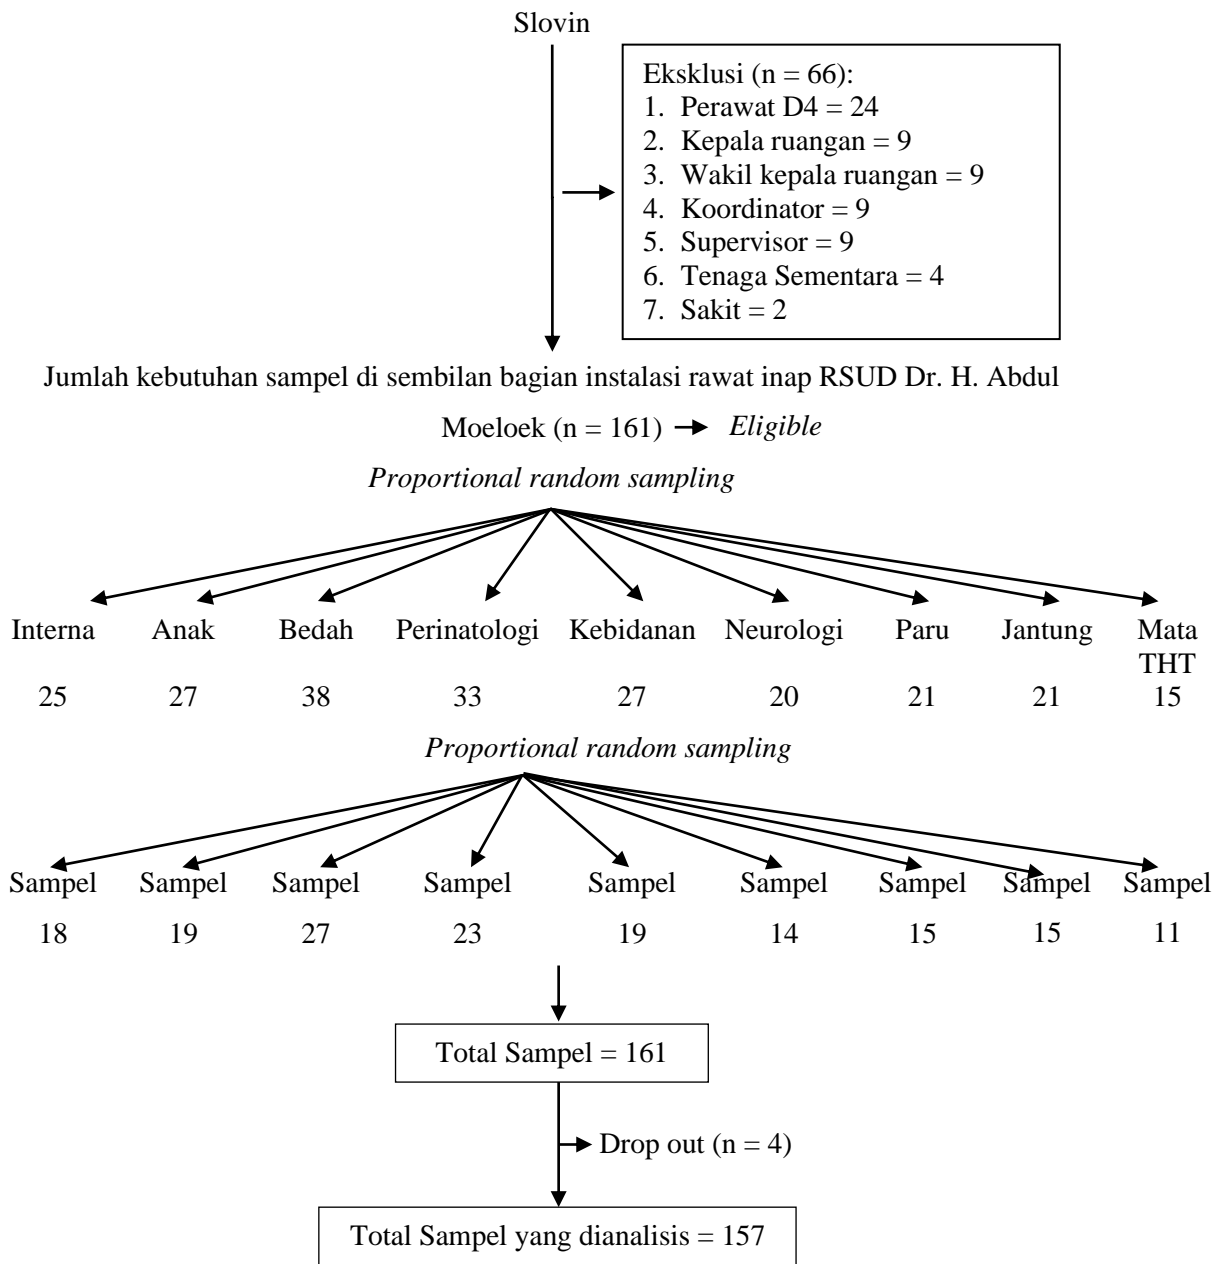 Slovin
Eksklusi (n = 66):
1. Perawat D4 = 24
2. Kepala ruangan = 9
3. Wakil kepala ruangan = 9
4. Koordinator = 9
5. Supervisor = 9
6. Tenaga Sementara = 4
7. Sakit = 2
Jumlah kebutuhan sampel di sembilan bagian instalasi rawat inap RSUD Dr. H. Abdul
Moeloek (n = 161) → Eligible
Proportional random sampling
Interna Anak Bedah Perinatologi Kebidanan Neurologi Paru Jantung Mata
THT
25 27 38 33 27 20 21 21 15
Proportional random sampling
Sampel Sampel Sampel Sampel Sampel Sampel Sampel Sampel Sampel
18 19 27 23 19 14 15 15 11
Total Sampel = 161
Drop out (n = 4)
Total Sampel yang dianalisis = 157